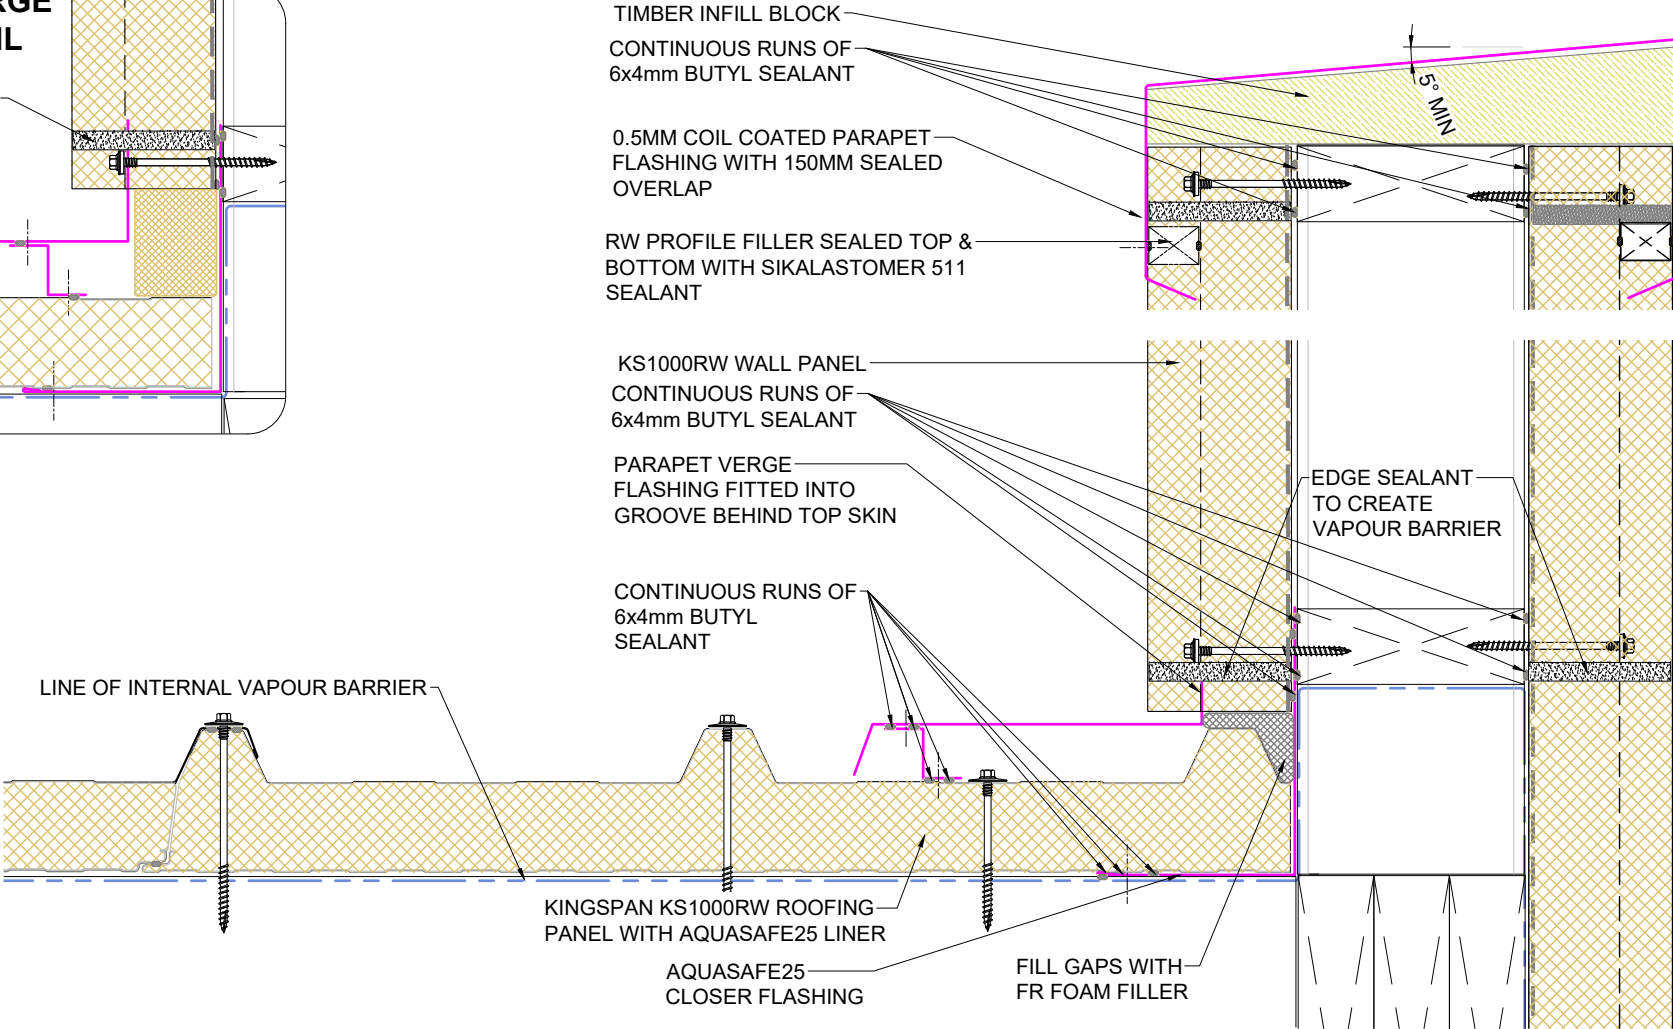 TIMBER INFILL BLOCK
CONTINUOUS RUNS OF
6x4mm BUTYL SEALANT
5° MIN
0.5MM COIL COATED PARAPET
FLASHING WITH 150MM SEALED
OVERLAP
RW PROFILE FILLER SEALED TOP &
BOTTOM WITH SIKALASTOMER 511
SEALANT
KS1000RW WALL PANEL
CONTINUOUS RUNS OF
6x4mm BUTYL SEALANT
PARAPET VERGE
FLASHING FITTED INTO
GROOVE BEHIND TOP SKIN
EDGE SEALANT
TO CREATE
VAPOUR BARRIER
CONTINUOUS RUNS OF
6x4mm BUTYL
SEALANT
LINE OF INTERNAL VAPOUR BARRIER
KINGSPAN KS1000RW ROOFING
PANEL WITH AQUASAFE25 LINER
AQUASAFE25
CLOSER FLASHING
FILL GAPS WITH
FR FOAM FILLER